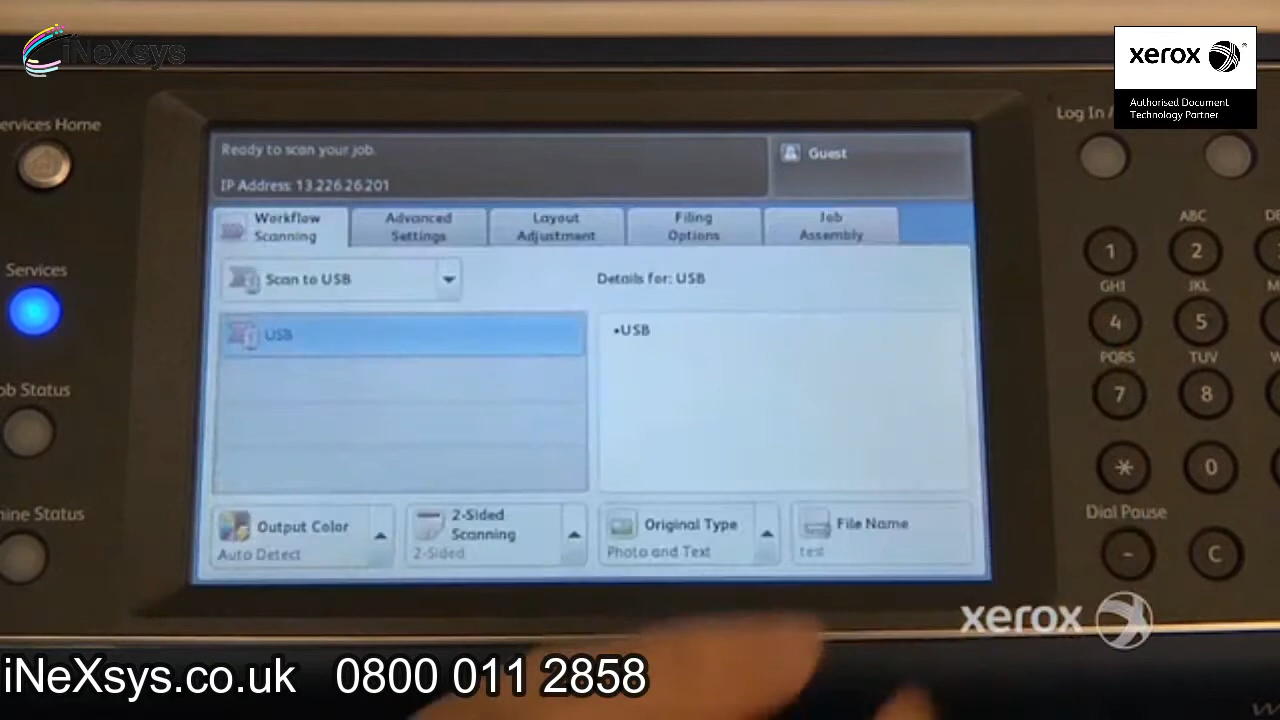 iNeXsys
xerox
Authorised Document
Technology Partner
ervices Home
Log In /
Ready to scan your job.
IP Address: 13.226.26.201
Guest
Workflow
Scanning
Advanced
Settings
Layout
Adjustment
Filing
Options
Job
Assembly
Services
Scan to USB
Details for: USB
USB
•USB
ob Status
Output Color
Auto Detect
2-Sided
Scanning
2-Sided
Original Type
Photo and Text
File Name
test
ine Status
ABC
1
2
GHI
JKL
4
5
PQRS
TUV
7
8
*
0
Dial Pause
-
C
xerox
iNeXsys.co.uk 0800 011 2858